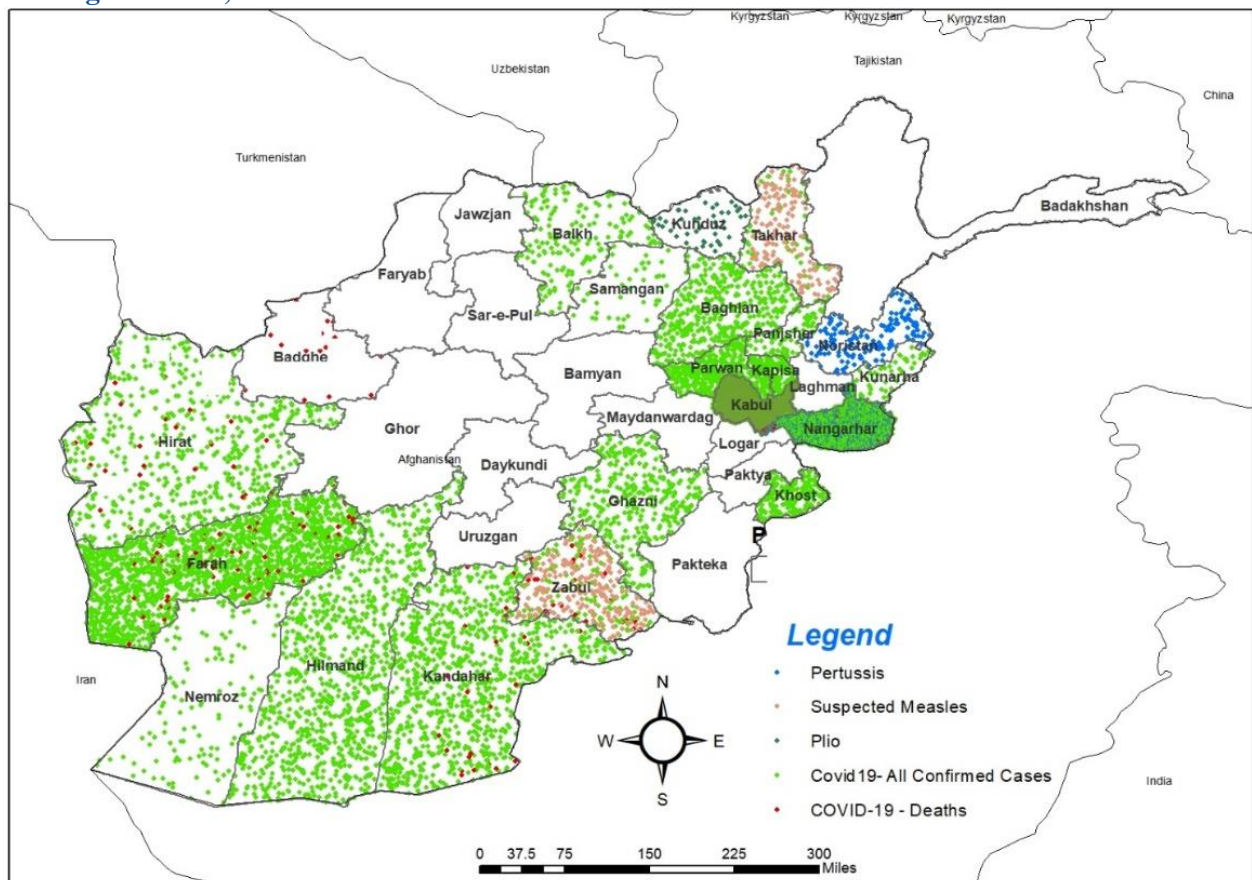 Kyrgyzstan
Kyrgyzstan
Kyrgyzstan
Uzbekistan
Tajikistan
China
Turkmenistan
Badakhshan
Jawzjan
Balkh
Kunduz
Takhar
Faryab
Samangan
Baghlan
Sar-e-Pul
Panjsher
Noristan
Badghe
Bamyan
Parwan
Kapisa
Kunarha
Laghman
Kabul
Hirat
Ghor
Maydanwardag
Nangarhar
Logar
Afghanistan
Daykundi
Paktya
Ghazni
Khost
Uruzgan
P
Farah
Pakteka
Zabul
Legend
Iran
Hilmand
Kandahar
Nemroz
Pertussis
Suspected Measles
Plio
Covid19- All Confirmed Cases
COVID-19 - Deaths
N
W
E
S
India
0 37.5 75 150 225 300
Miles